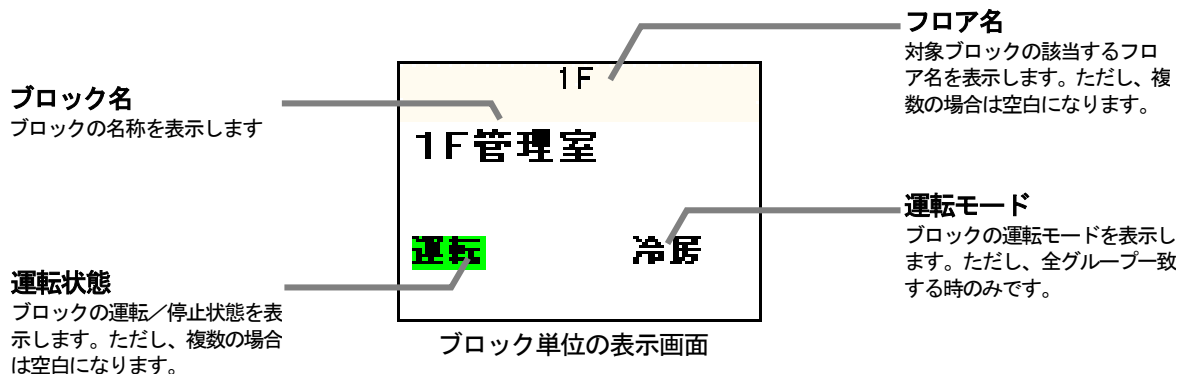 フロア名
対象ブロックの該当するフロ
ア名を表示します。ただし、複
数の場合は空白になります。
ブロック名
ブロックの名称を表示します
1F
1F管理室
運転モード
ブロックの運転モードを表示し
ます。ただし、全グループ一致
する時のみです。
運転
冷房
運転状態
ブロックの運転／停止状態を表
示します。ただし、複数の場合
は空白になります。
ブロック単位の表示画面